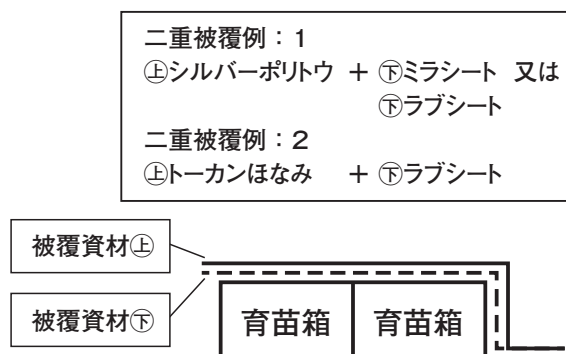 二重被覆例：1
㊤シルバーポリトウ ＋ ㊦ミラシート 又は
㊦ラブシート
二重被覆例：2
㊤トーカンほなみ ＋ ㊦ラブシート
被覆資材㊤
被覆資材㊦
育苗箱 育苗箱